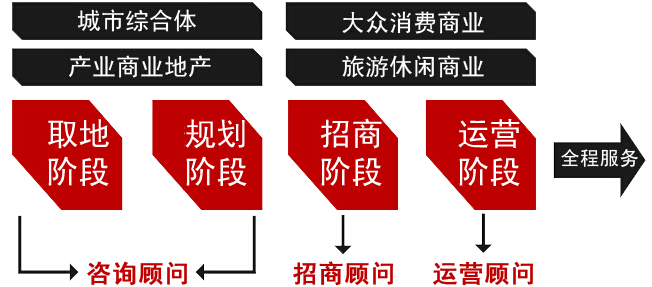 城市综合体
大众消费商业
产业商业地产
旅游休闲商业
取地
阶段
规划
阶段
招商
阶段
运营
阶段
全程服务
咨询顾问
招商顾问
运营顾问